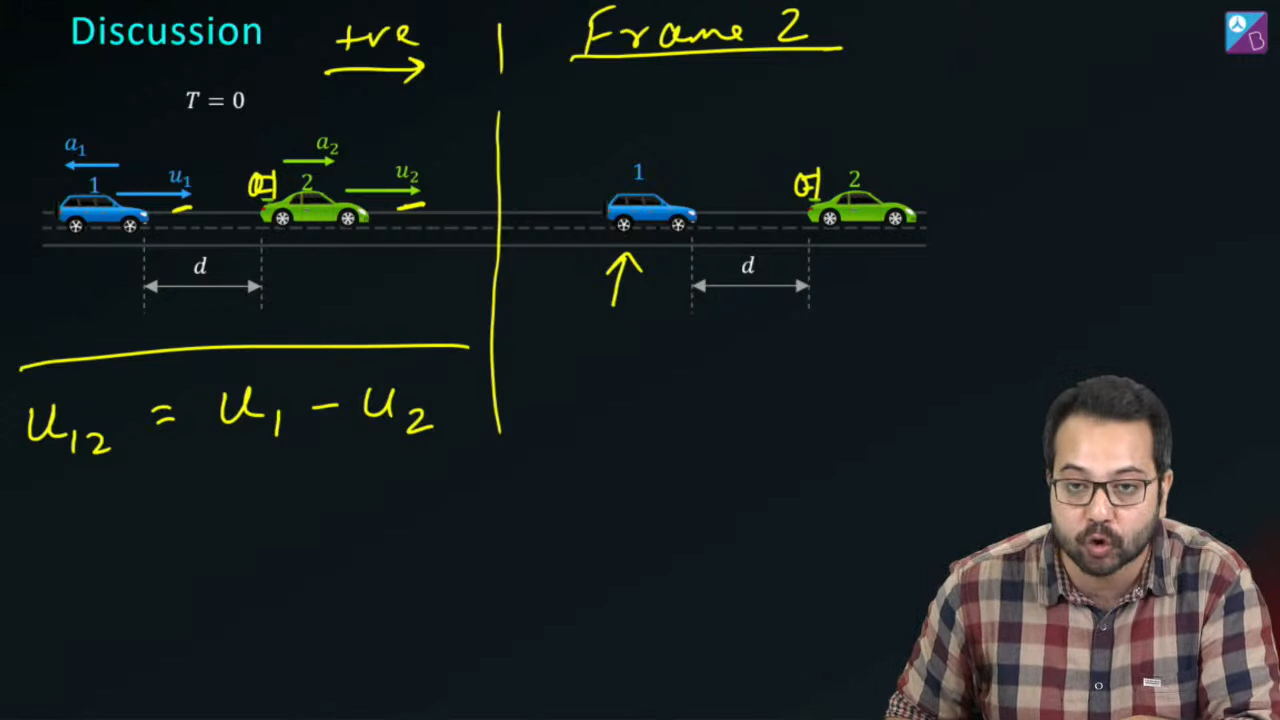 Discussion
+ve
Frame 2
T = 0
a₁
a₂
u₁
u₂
1
2
1
2
d
d
u₁₂ = u₁ - u₂
B